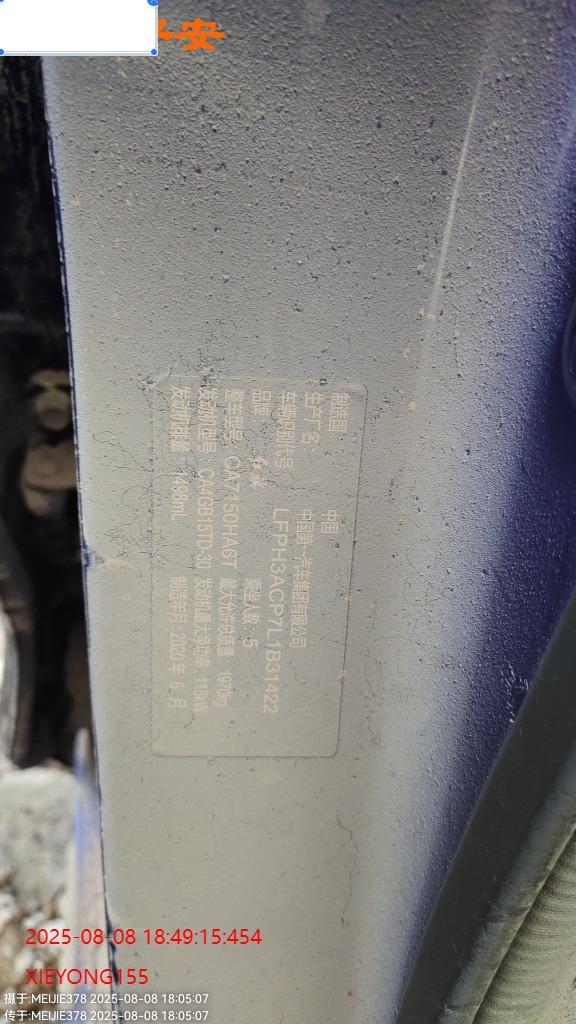 平安
制造国: 中国
生产厂名: 中国第一汽车集团有限公司
车辆识别代号: LFPH3ACP7L1B31422
品牌: 红旗 乘坐人数: 5
整车型号: CA7150HA6T 最大允许总质量: 1970kg
发动机型号: CA4GB15TD-30 发动机最大净功率: 113kW
发动机排量: 1498mL 制造年月: 2020 年 6 月
2025-08-08 18:49:15:454
XIEYONG155
摄于:MEIJIE378 2025-08-08 18:05:07
传于:MEIJIE378 2025-08-08 18:05:07